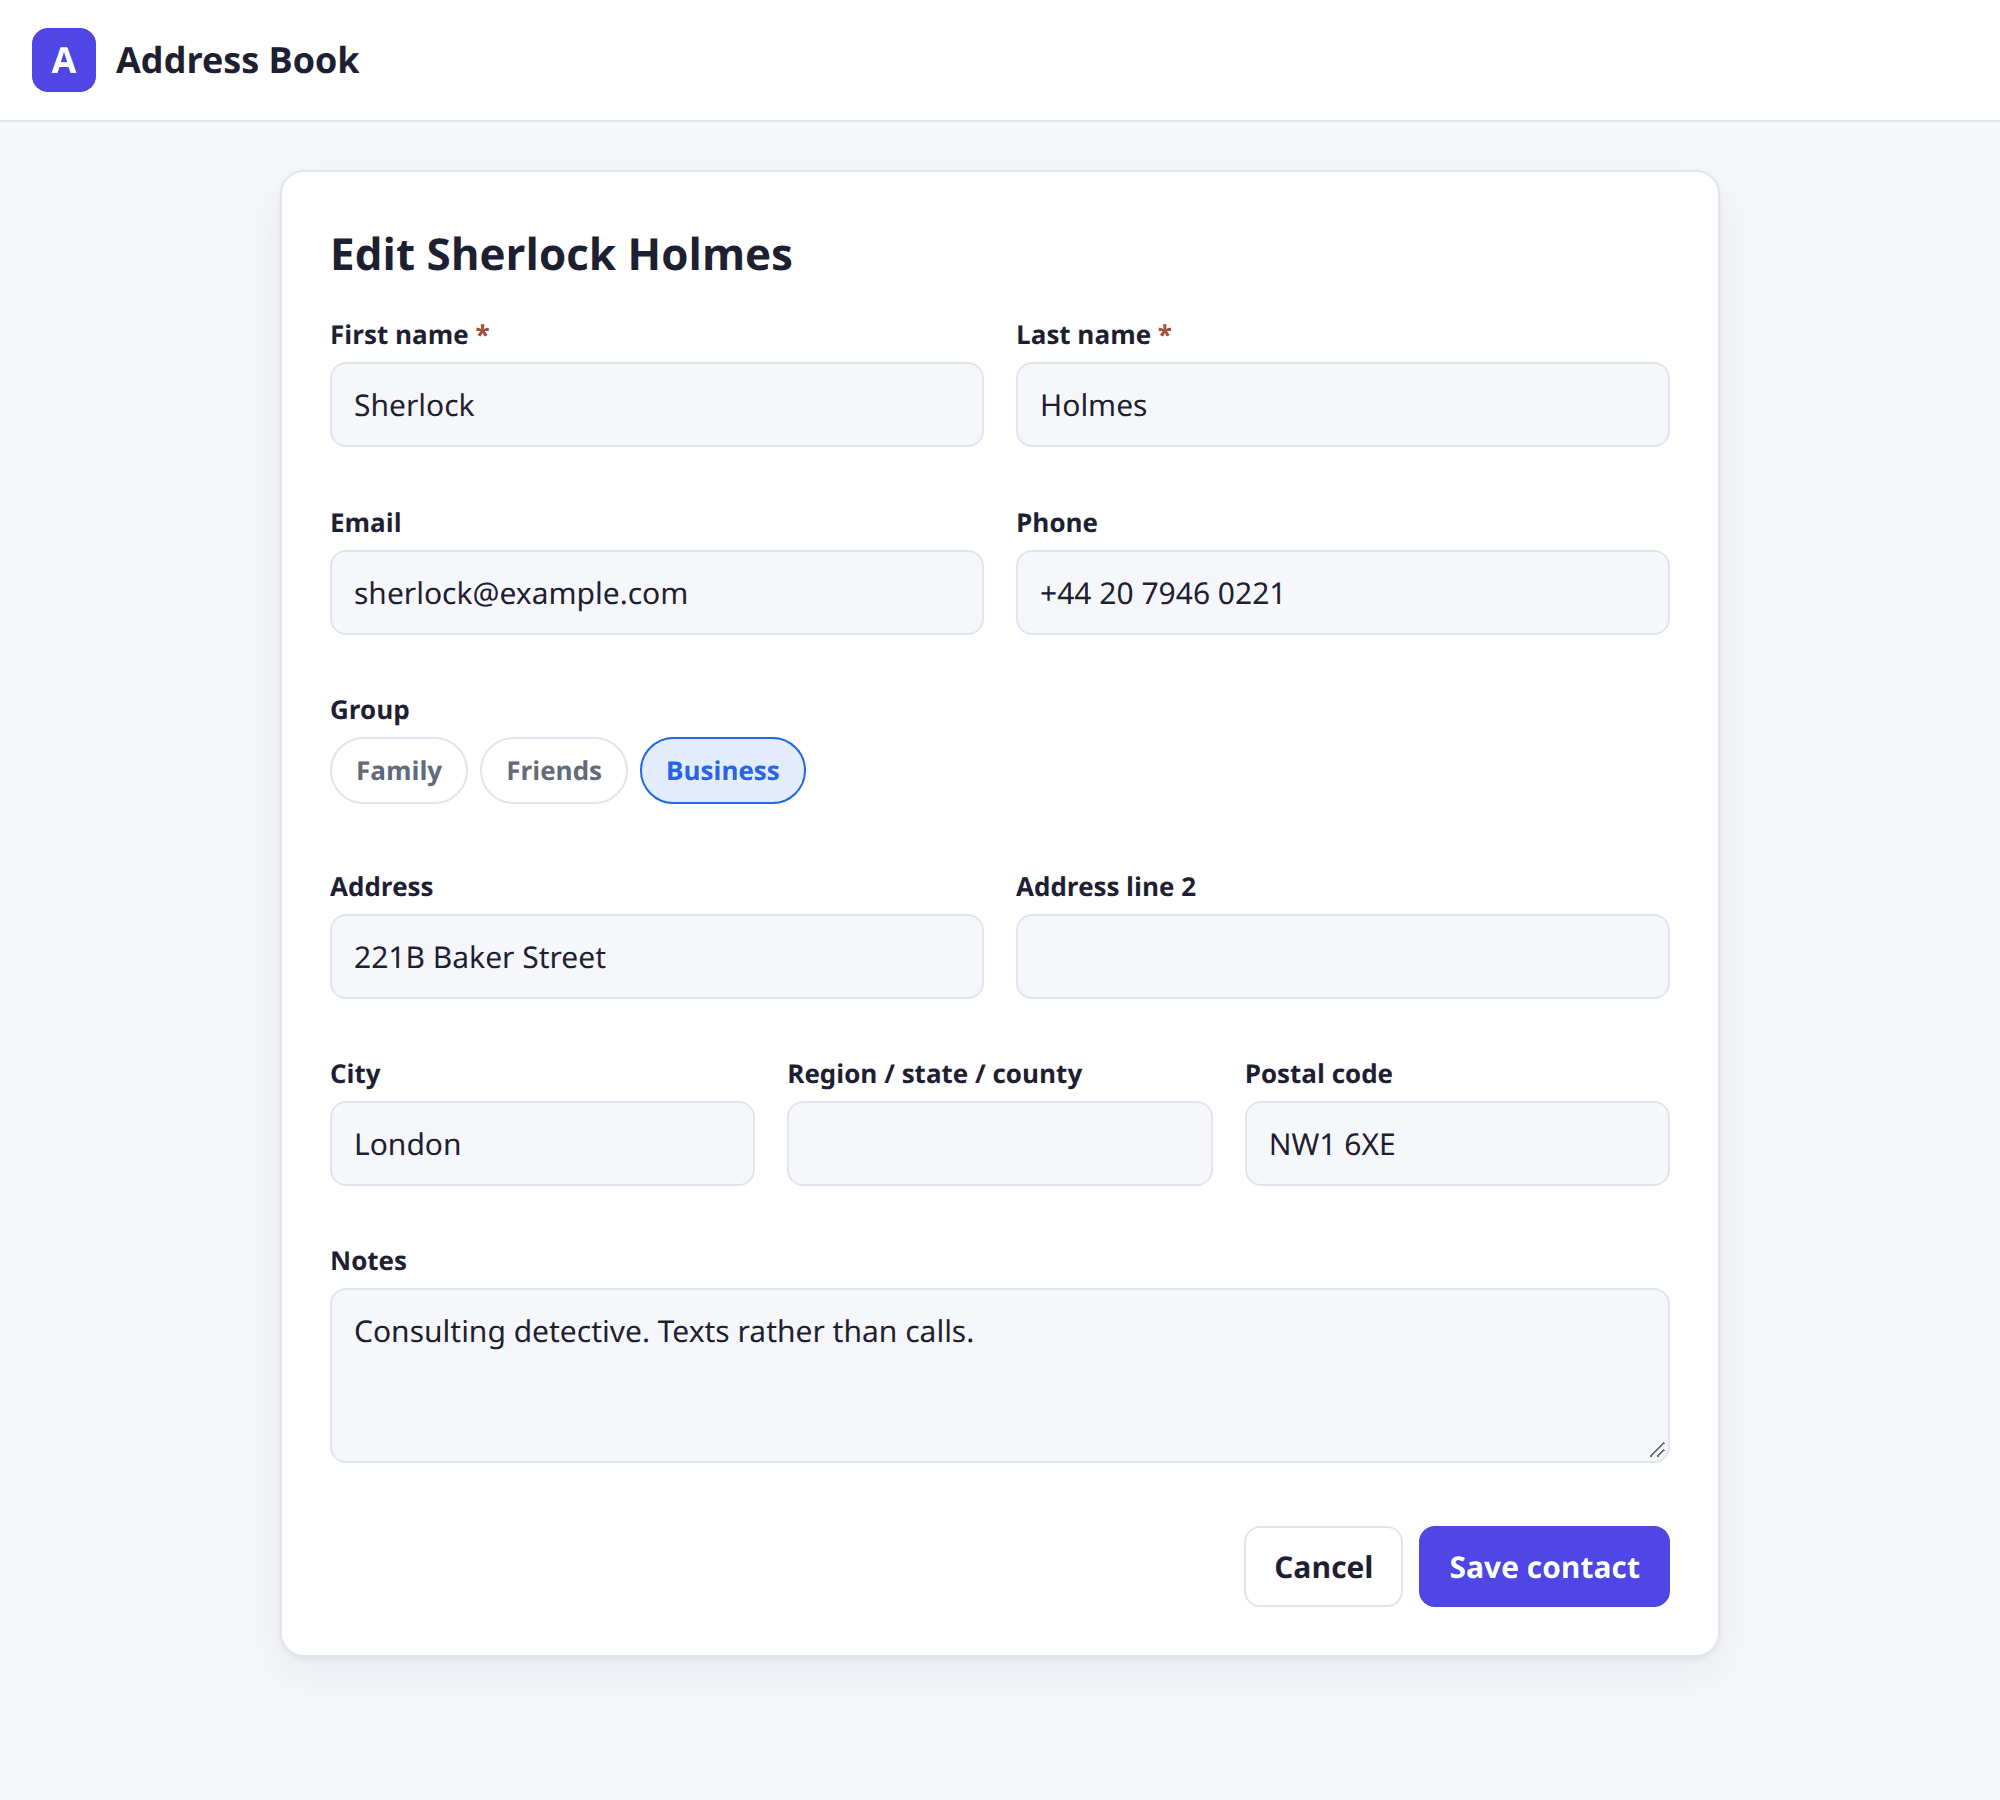 A Address Book
Edit Sherlock Holmes
First name *
Last name *
Sherlock
Holmes
Email
Phone
sherlock@example.com
+44 20 7946 0221
Group
Family
Friends
Business
Address
Address line 2
221B Baker Street
City
Region / state / county
Postal code
London
NW1 6XE
Notes
Consulting detective. Texts rather than calls.
Cancel
Save contact